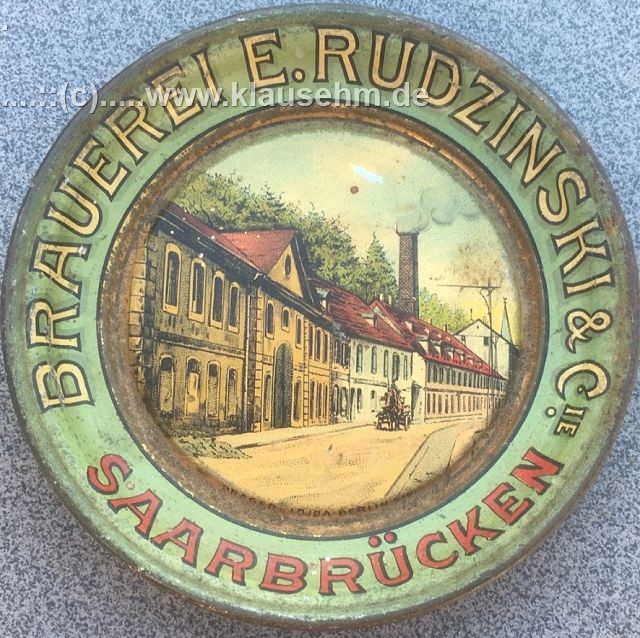 BRAUEREI E. RUDZINSKI & CIE
SAARBRÜCKEN
.....::(c).....www.klausehm.de